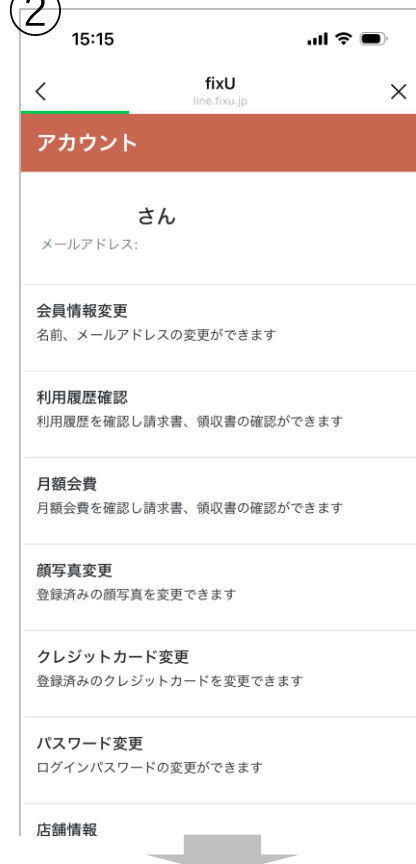 ②
15:15
fixU
line.fixu.jp
アカウント
さん
メールアドレス:
会員情報変更
名前、メールアドレスの変更ができます
利用履歴確認
利用履歴を確認し請求書、領収書の確認ができます
月額会費
月額会費を確認し請求書、領収書の確認ができます
顔写真変更
登録済みの顔写真を変更できます
クレジットカード変更
登録済みのクレジットカードを変更できます
パスワード変更
ログインパスワードの変更ができます
店舗情報